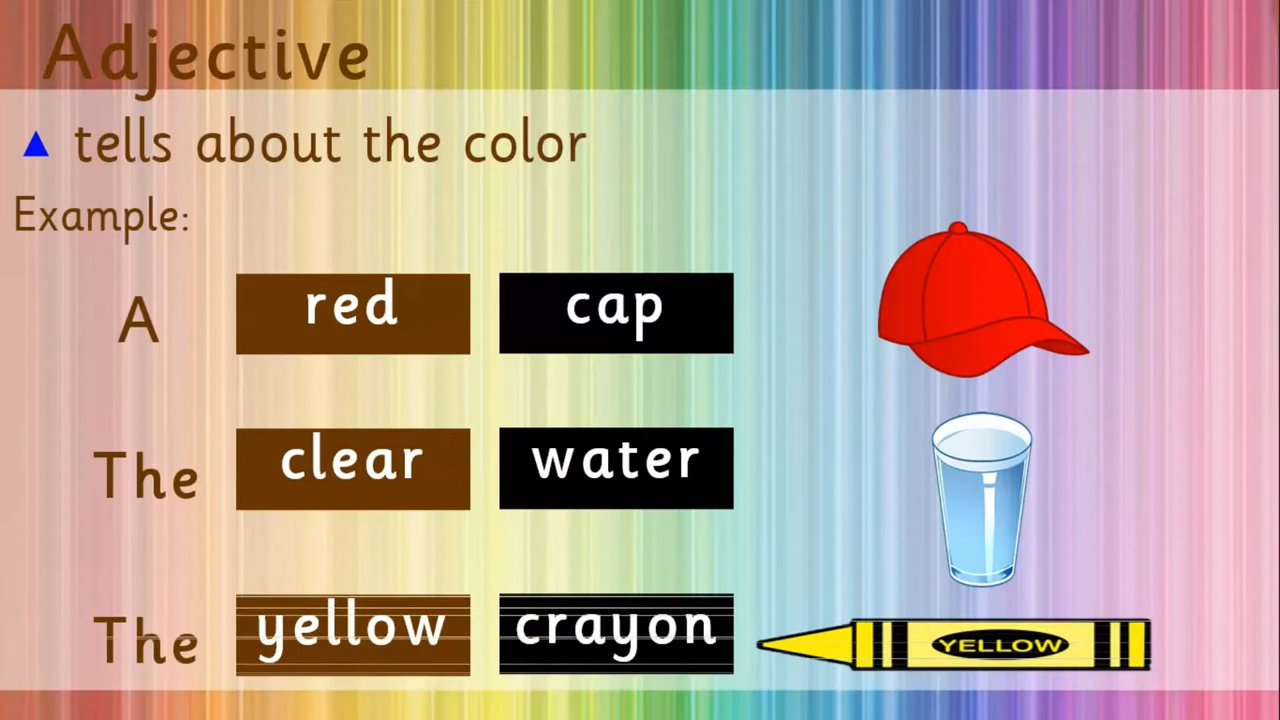 Adjective
▲ tells about the color
Example:
A red cap
The clear water
The yellow crayon
YELLOW